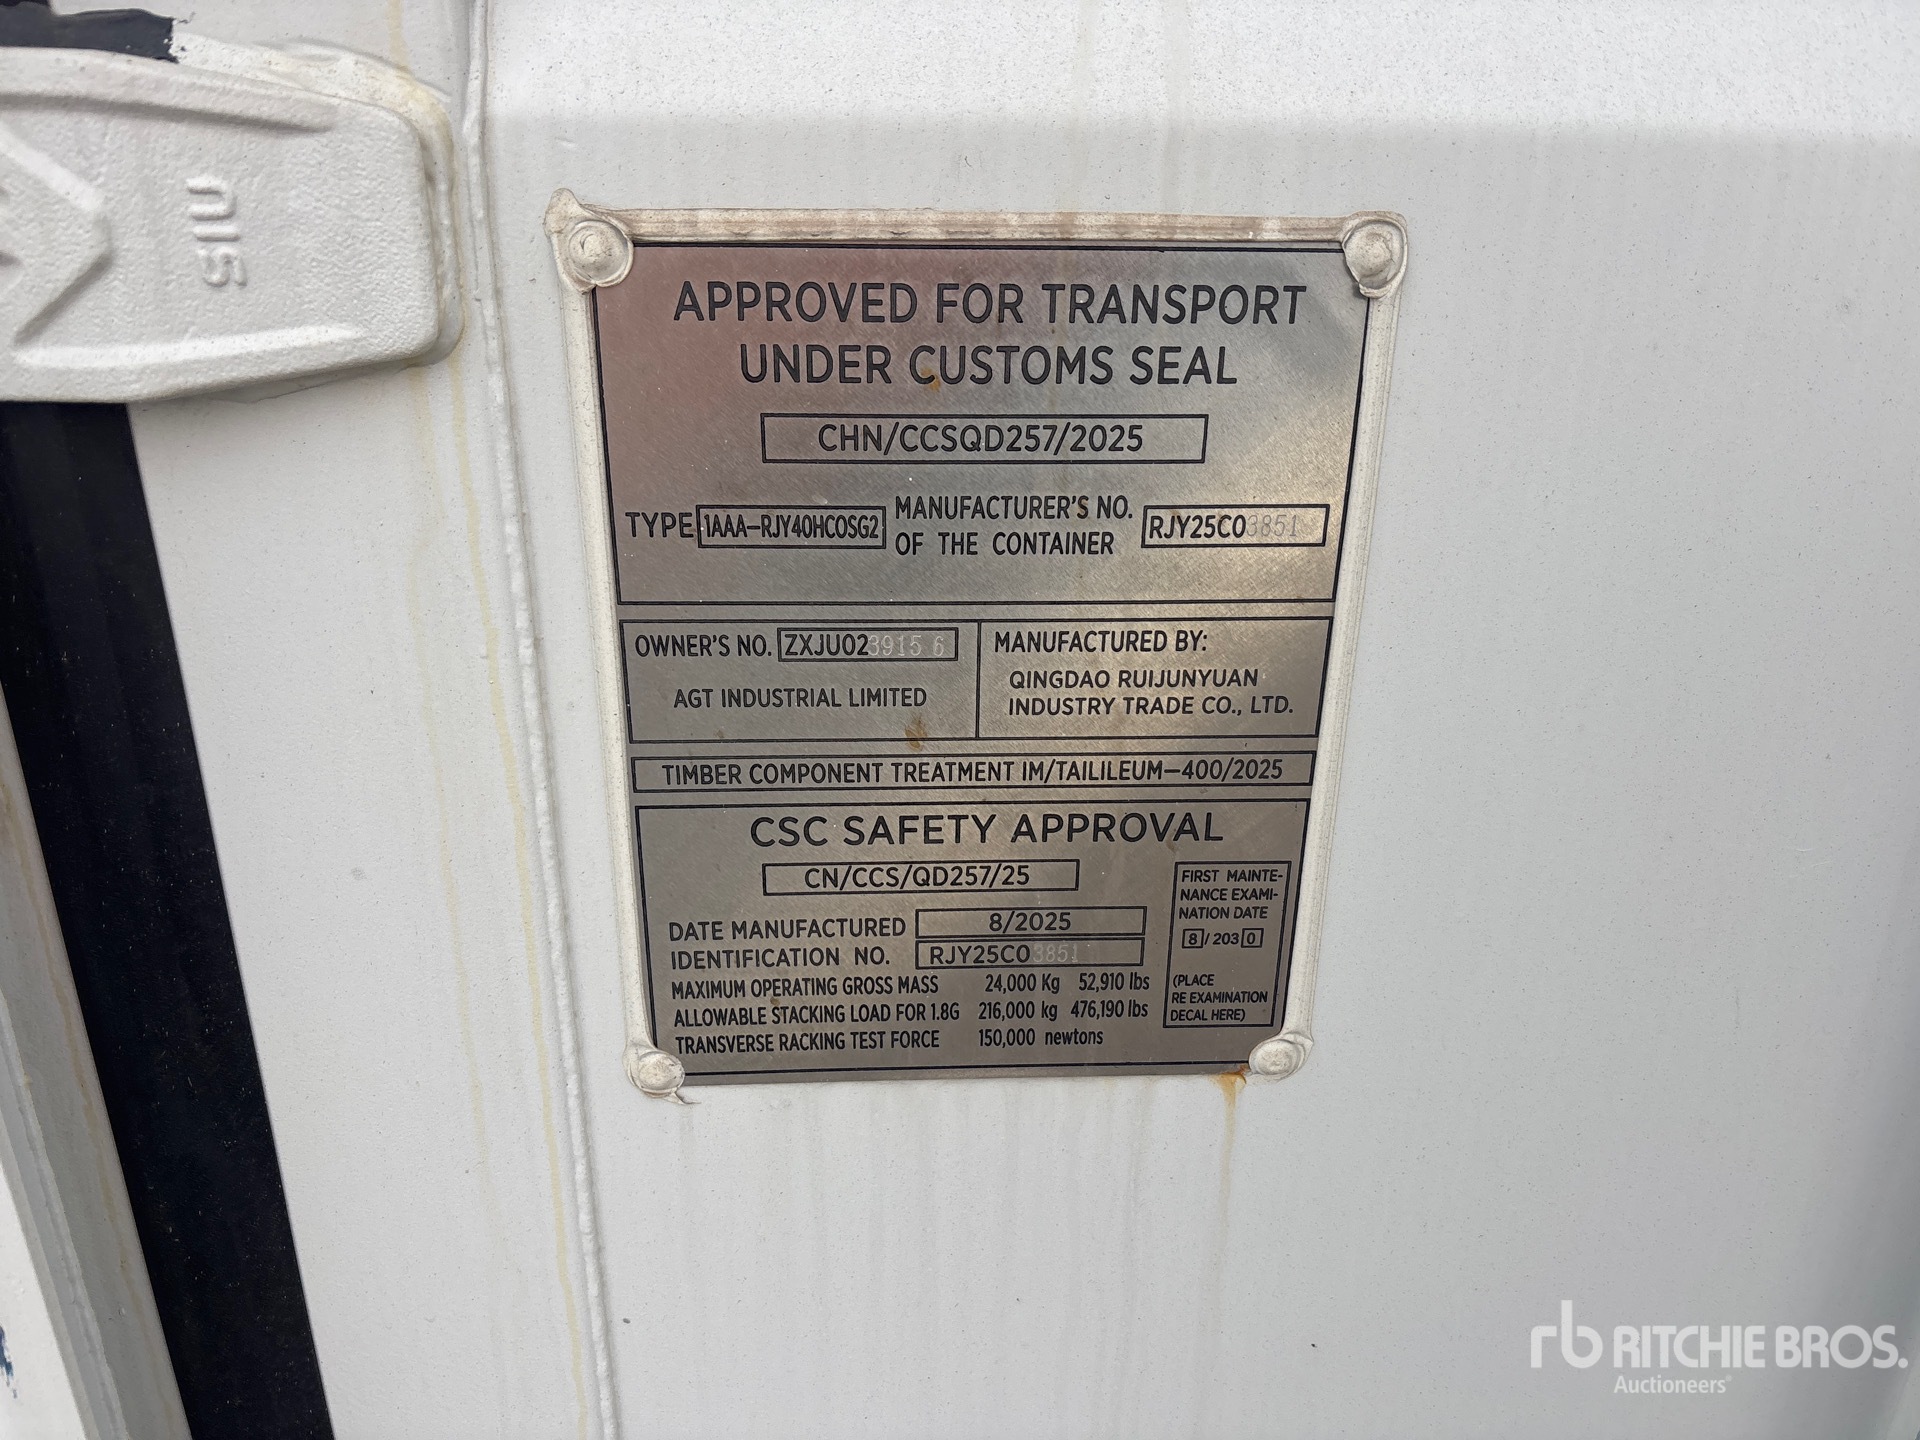 SIU
APPROVED FOR TRANSPORT
UNDER CUSTOMS SEAL
CHN/CCSQD257/2025
TYPE 1AAA-RJY40HCOSG2 MANUFACTURER'S NO. OF THE CONTAINER RJY25C03851
OWNER'S NO. ZXJU023915 6
AGT INDUSTRIAL LIMITED
MANUFACTURED BY:
QINGDAO RUIJUNYUAN
INDUSTRY TRADE CO., LTD.
TIMBER COMPONENT TREATMENT IM/TAILILEUM-400/2025
CSC SAFETY APPROVAL
CN/CCS/QD257/25
DATE MANUFACTURED 8/2025
IDENTIFICATION NO. RJY25C03851
MAXIMUM OPERATING GROSS MASS 24,000 Kg 52,910 lbs
ALLOWABLE STACKING LOAD FOR 1.8G 216,000 kg 476,190 lbs
TRANSVERSE RACKING TEST FORCE 150,000 newtons
FIRST MAINTE-
NANCE EXAMI-
NATION DATE
8/2030
(PLACE
RE EXAMINATION
DECAL HERE)
rb RITCHIE BROS.
Auctioneers